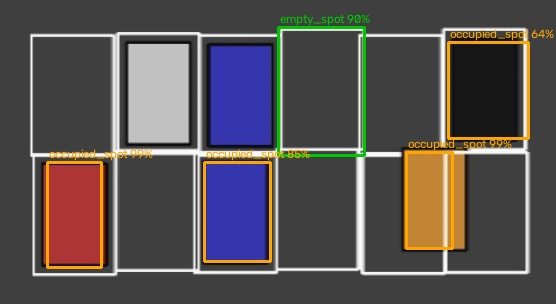 empty_spot 90%
occupied_spot 64%
occupied_spot 99%
occupied_spot 99%
occupied_spot 85%